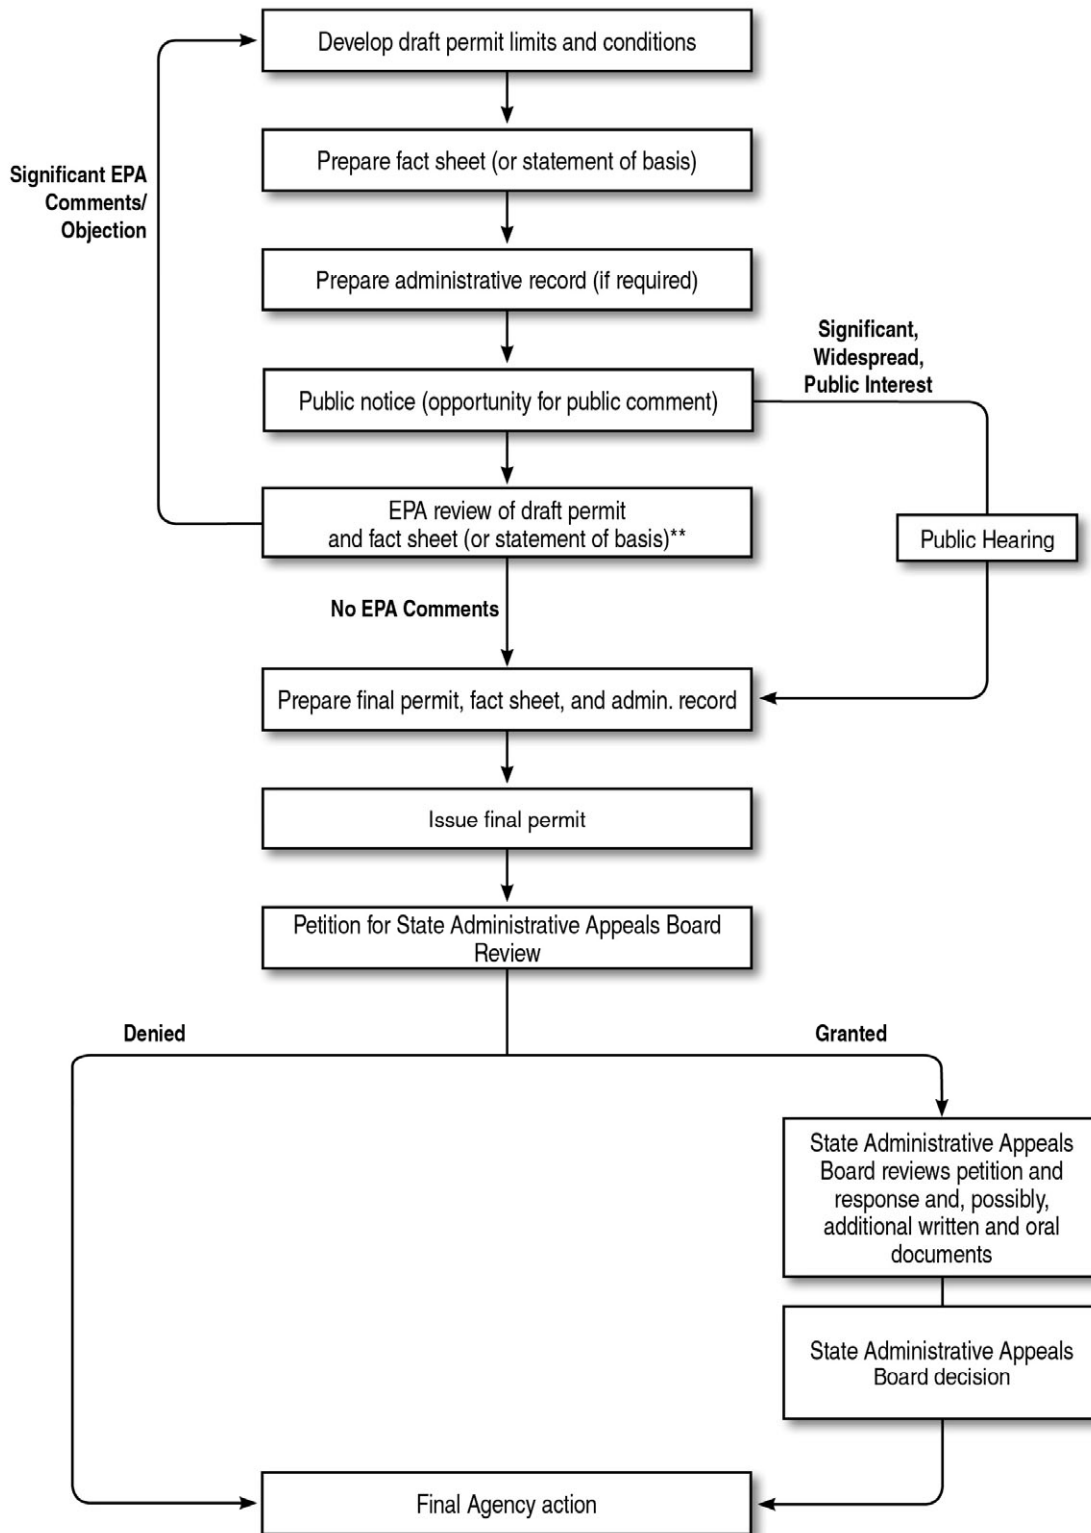 Develop draft permit limits and conditions
Prepare fact sheet (or statement of basis)
Significant EPA
Comments/
Objection
Prepare administrative record (if required)
Significant,
Widespread,
Public Interest
Public notice (opportunity for public comment)
EPA review of draft permit
and fact sheet (or statement of basis)**
Public Hearing
No EPA Comments
Prepare final permit, fact sheet, and admin. record
Issue final permit
Petition for State Administrative Appeals Board
Review
Denied
Granted
State Administrative Appeals
Board reviews petition and
response and, possibly,
additional written and oral
documents
State Administrative Appeals
Board decision
Final Agency action